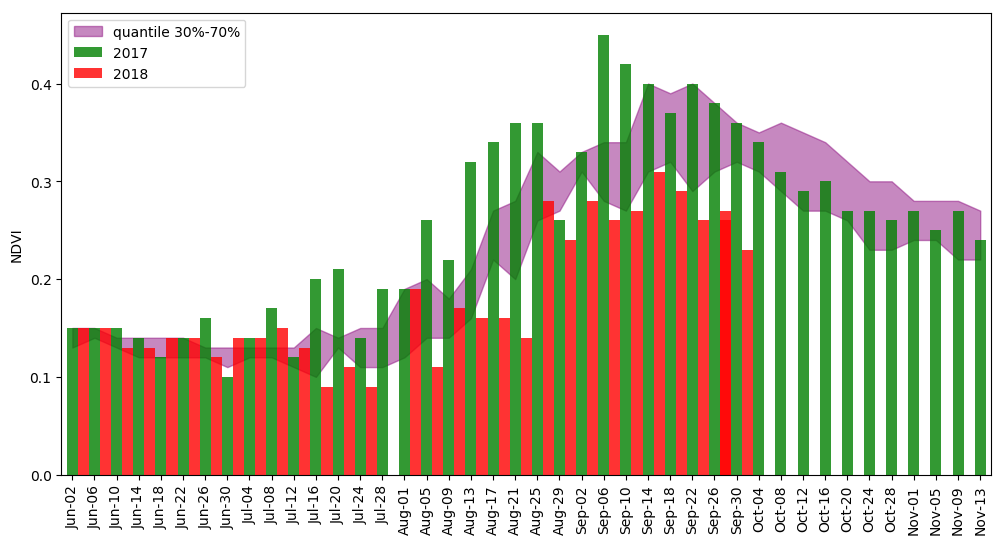 quantile 30%-70%
2017
2018
NDVI
0.4
0.3
0.2
0.1
0.0
Jun-02
Jun-06
Jun-10
Jun-14
Jun-18
Jun-22
Jun-26
Jun-30
Jul-04
Jul-08
Jul-12
Jul-16
Jul-20
Jul-24
Jul-28
Aug-01
Aug-05
Aug-09
Aug-13
Aug-17
Aug-21
Aug-25
Aug-29
Sep-02
Sep-06
Sep-10
Sep-14
Sep-18
Sep-22
Sep-26
Sep-30
Oct-04
Oct-08
Oct-12
Oct-16
Oct-20
Oct-24
Oct-28
Nov-01
Nov-05
Nov-09
Nov-13